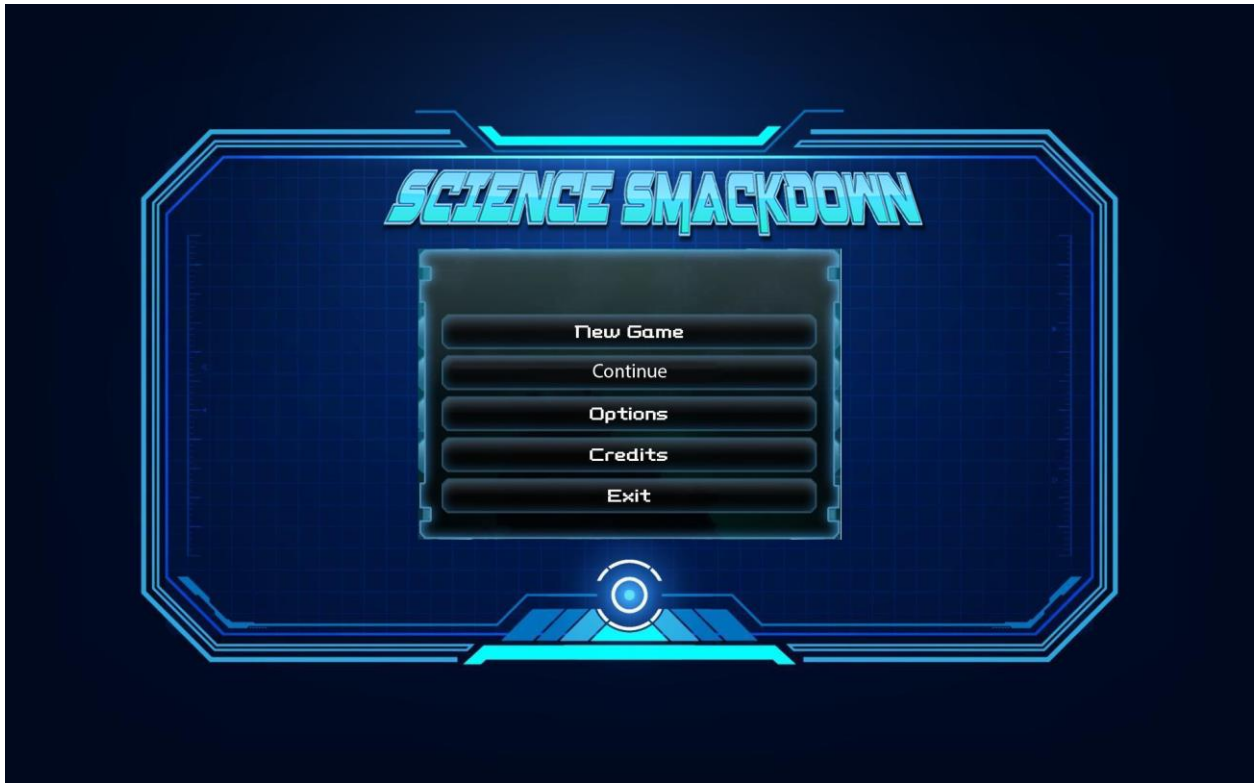 SCIENCE SMACKDOWN
New Game
Continue
Options
Credits
Exit